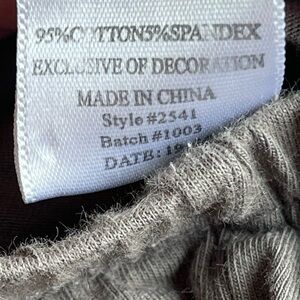 95%COTTON5%SPANDEX
EXCLUSIVE OF DECORATION
MADE IN CHINA
Style #2541
Batch #1003
DATE: